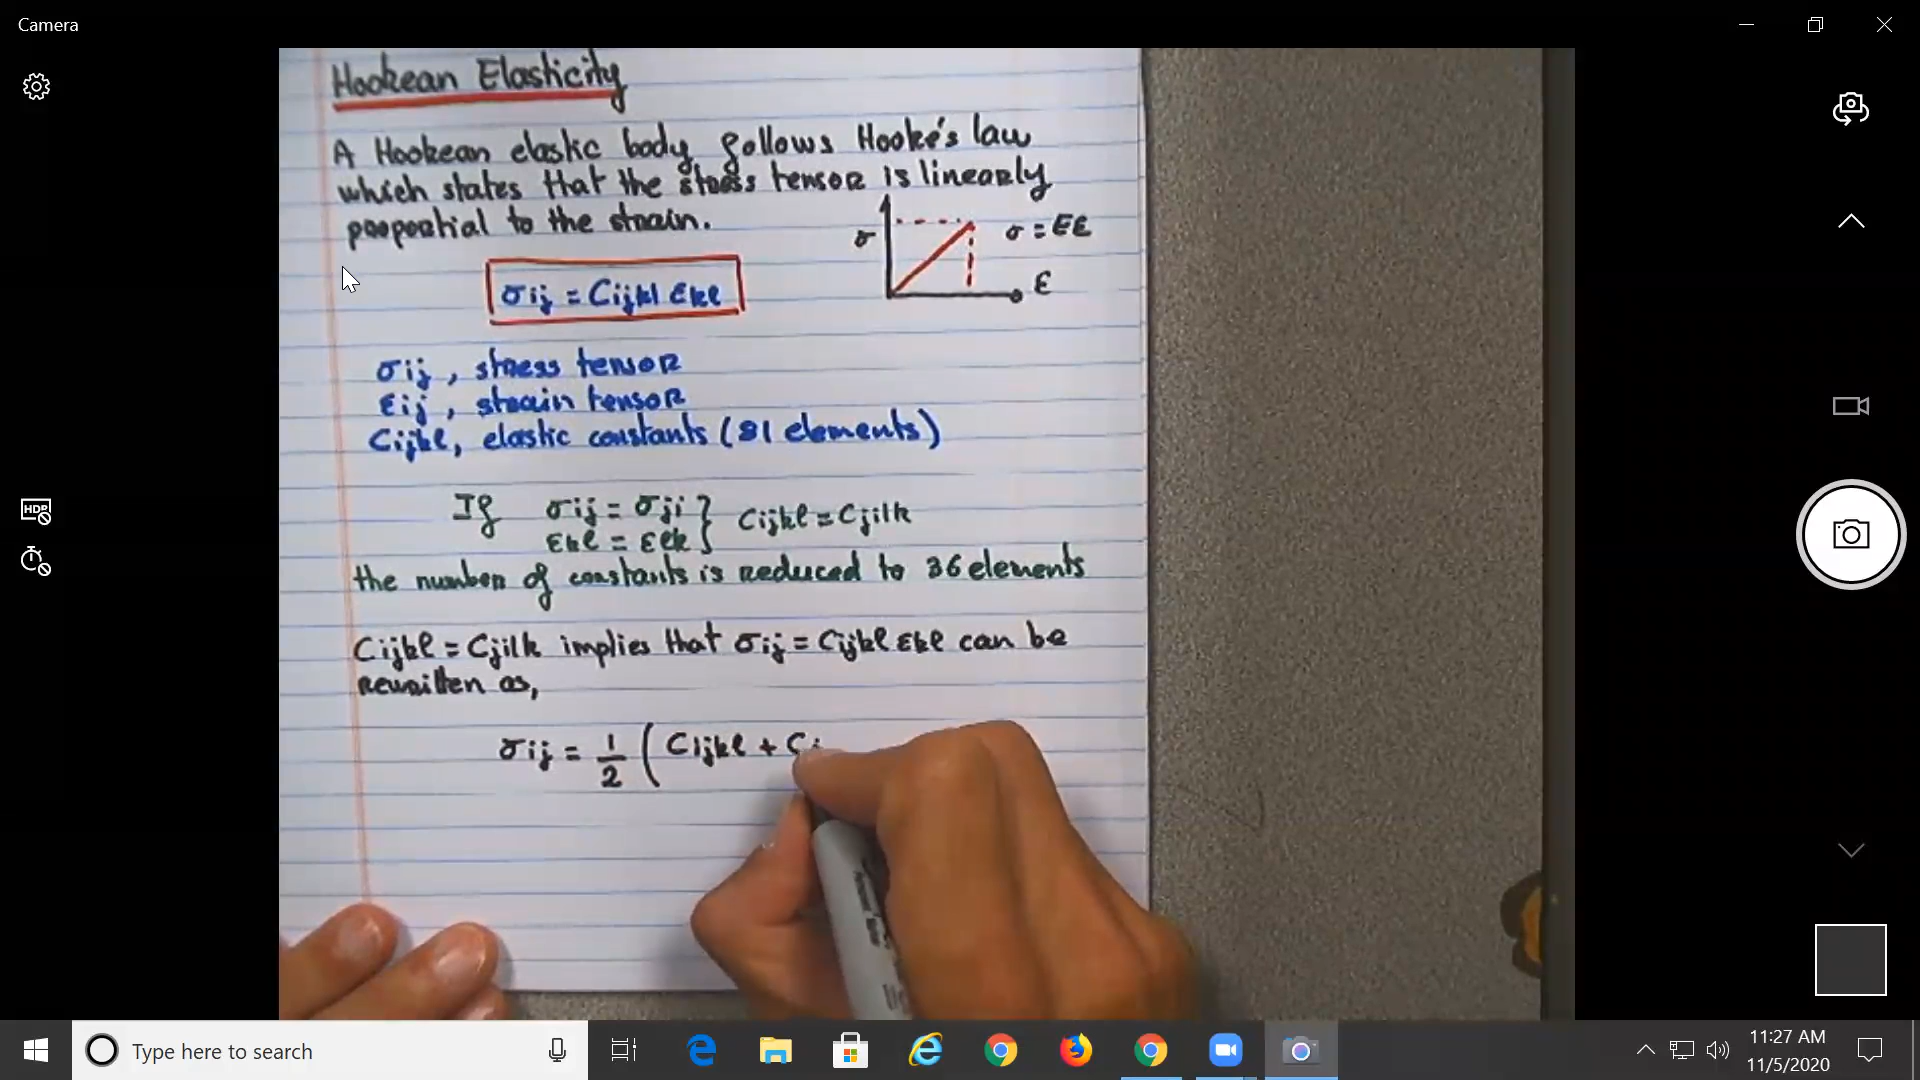 Camera
Hookean Elasticity
A Hookean elastic body follows Hooke's law
which states that the stress tensor is linearly
proportial to the strain.
σ
σ = Eε
ε
σij = Cijkl εkl
σij, stress tensor
εij, strain tensor
Cijkl, elastic constants (81 elements)
If σij = σji } Cijkl = Cjilk
εkl = εlk
the number of constants is reduced to 36 elements
Cijkl = Cjilk implies that σij = Cijkl εkl can be
rewritten as,
σij = 1/2 ( Cijkl + Ci
HDR
Type here to search
11:27 AM
11/5/2020